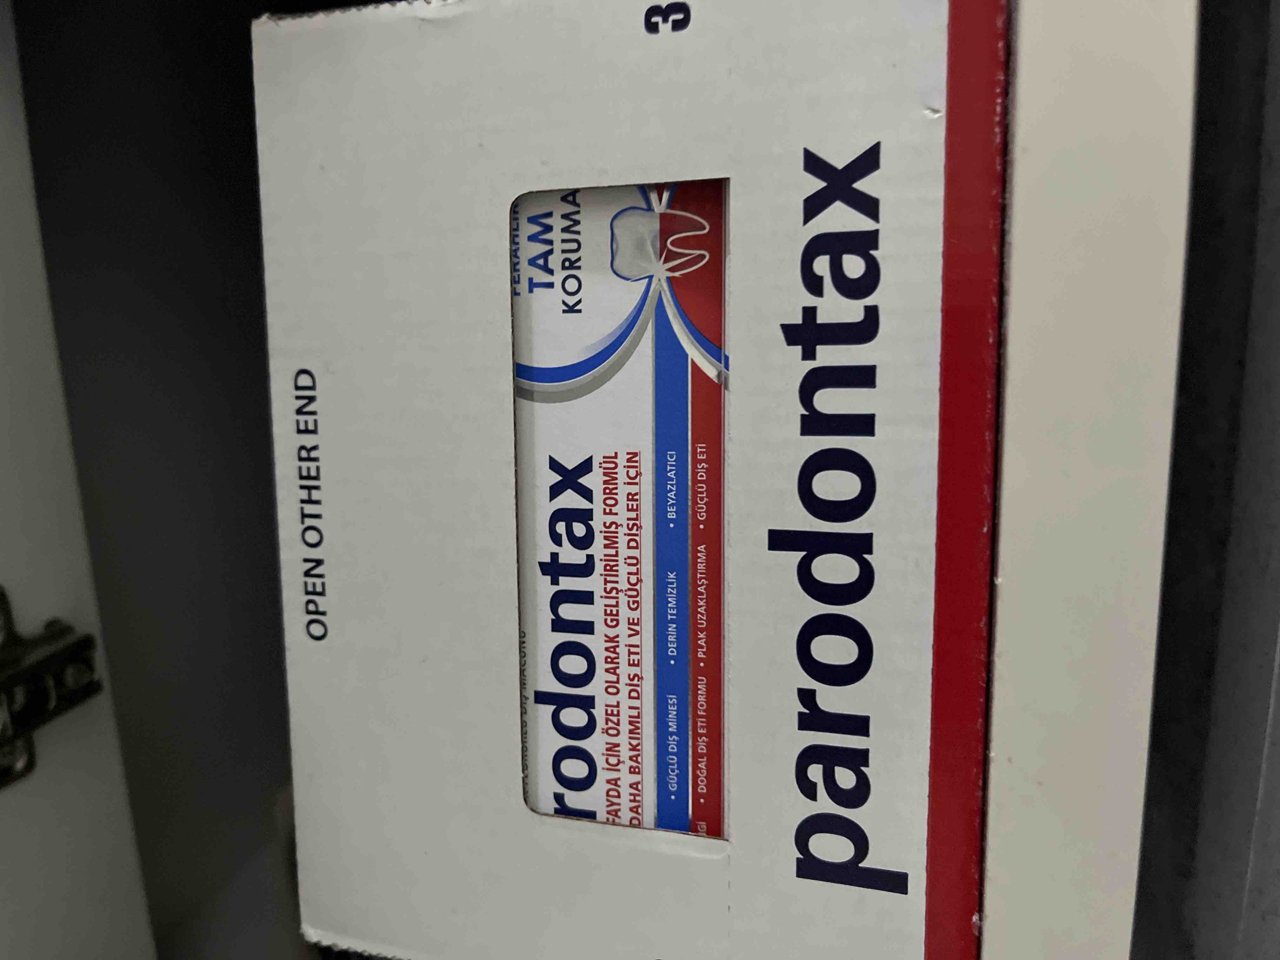 OPEN OTHER END
3
TAM
KORUMA
rodontax
FAYDA İÇİN ÖZEL OLARAK GELİŞTİRİLMİŞ FORMÜL
DAHA BAKIMLI DİŞ ETİ VE GÜÇLÜ DİŞLER İÇİN
• GÜÇLÜ DİŞ MİNESİ • DERİN TEMİZLİK • BEYAZLATICI
• DOĞAL DİŞ ETİ FORMU • PLAK UZAKLAŞTIRMA • GÜÇLÜ DİŞ ETİ
parodontax